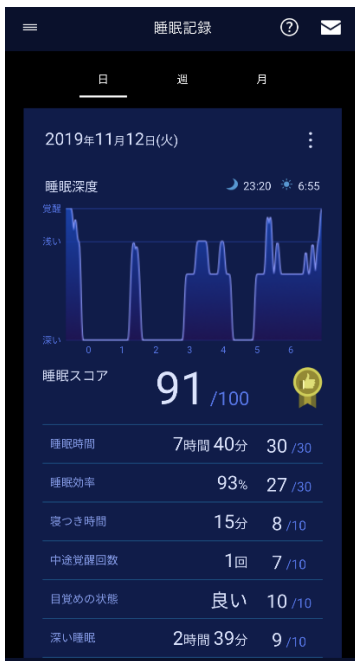 睡眠記録
日 週 月
2019年11月12日(火)
睡眠深度 23:20 6:55
覚醒
浅い
深い
0 1 2 3 4 5 6
睡眠スコア 91 /100
睡眠時間 7時間 40分 30 /30
睡眠効率 93% 27 /30
寝つき時間 15分 8 /10
中途覚醒回数 1回 7 /10
目覚めの状態 良い 10 /10
深い睡眠 2時間 39分 9 /10